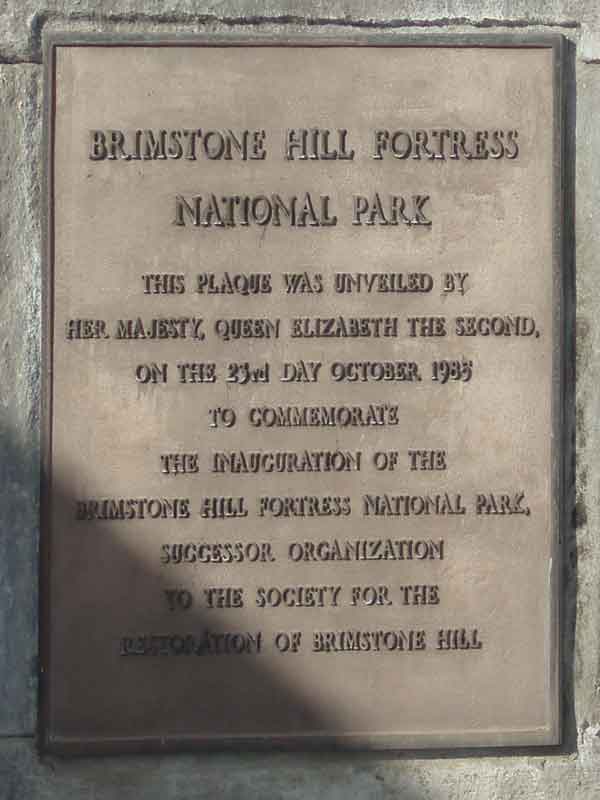 BRIMSTONE HILL FORTRESS
NATIONAL PARK
THIS PLAQUE WAS UNVEILED BY
HER MAJESTY, QUEEN ELIZABETH THE SECOND,
ON THE 23rd DAY OCTOBER 1985
TO COMMEMORATE
THE INAUGURATION OF THE
BRIMSTONE HILL FORTRESS NATIONAL PARK,
SUCCESSOR ORGANIZATION
TO THE SOCIETY FOR THE
RESTORATION OF BRIMSTONE HILL